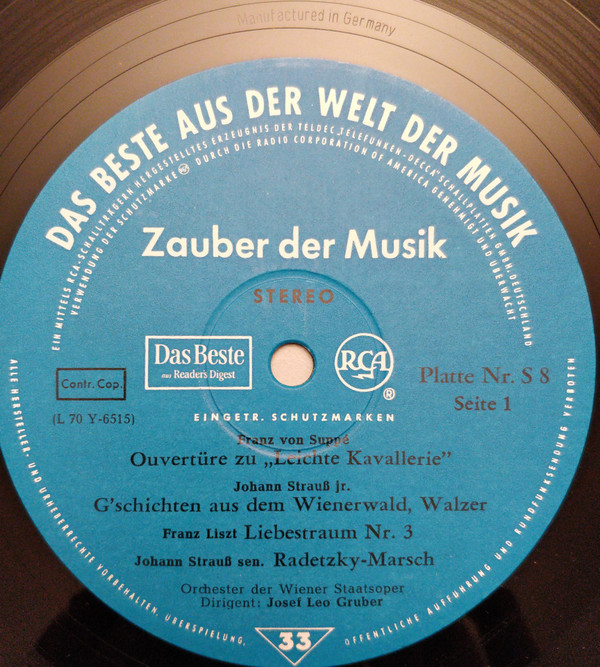 Manufactured in Germany
DAS BESTE AUS DER WELT DER MUSIK
EIN MITTELS RCA-SCHALLTRÄGERN HERGESTELLTES ERZEUGNIS DER TELDEC „TELEFUNKEN-DECCA“ SCHALLPLATTEN GMBH. DEUTSCHLAND
VERWENDUNG DER SCHUTZMARKE RCA DURCH DIE RADIO CORPORATION OF AMERICA GENEHMIGT UND ÜBERWACHT
Zauber der Musik
STEREO
Das Beste
aus Reader's Digest
RCA
®
Contr. Cop.
(L 70 Y-6515)
Platte Nr. S 8
Seite 1
EINGETR. SCHUTZMARKEN
Franz von Suppé
Ouvertüre zu „Leichte Kavallerie"
Johann Strauß jr.
G'schichten aus dem Wienerwald, Walzer
Franz Liszt Liebestraum Nr. 3
Johann Strauß sen. Radetzky-Marsch
Orchester der Wiener Staatsoper
Dirigent: Josef Leo Gruber
33
ALLE HERSTELLER- UND URHEBERRECHTE VORBEHALTEN. ÜBERSPIELUNG, ÖFFENTLICHE AUFFÜHRUNG UND RUNDFUNKSENDUNG VERBOTEN